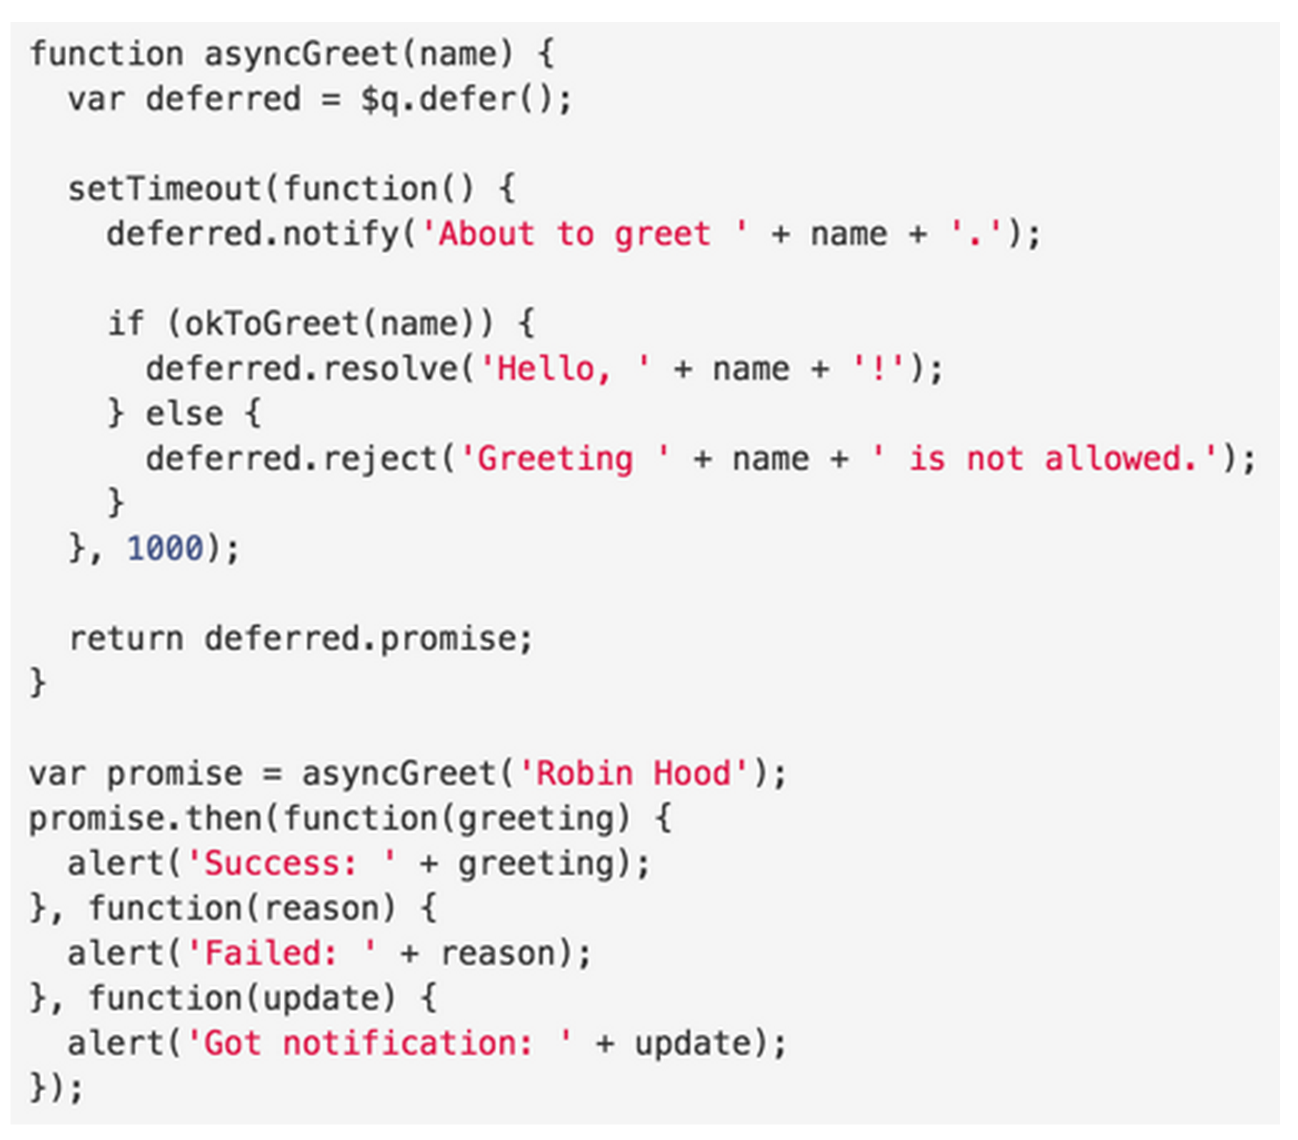 function asyncGreet(name) {
  var deferred = $q.defer();

  setTimeout(function() {
    deferred.notify('About to greet ' + name + '.');

    if (okToGreet(name)) {
      deferred.resolve('Hello, ' + name + '!');
    } else {
      deferred.reject('Greeting ' + name + ' is not allowed.');
    }
  }, 1000);

  return deferred.promise;
}

var promise = asyncGreet('Robin Hood');
promise.then(function(greeting) {
  alert('Success: ' + greeting);
}, function(reason) {
  alert('Failed: ' + reason);
}, function(update) {
  alert('Got notification: ' + update);
});